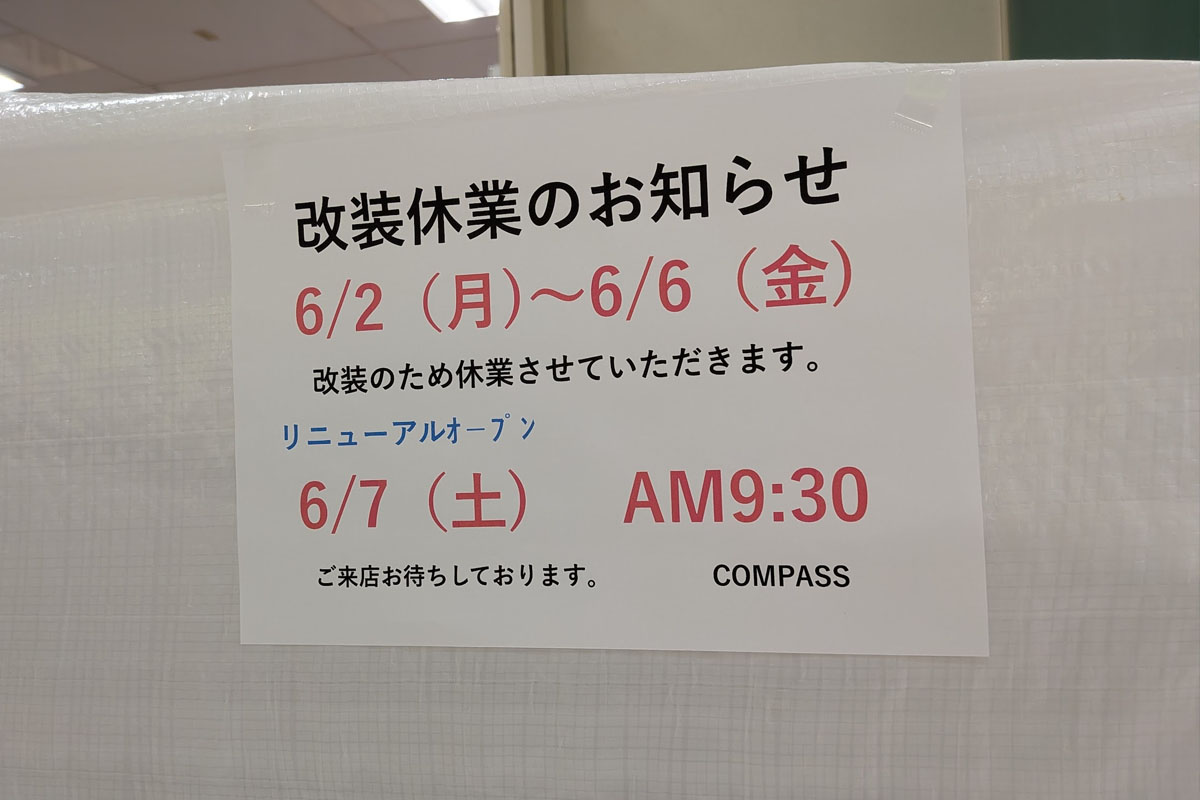 改装休業のお知らせ
6/2（月）～6/6（金）
改装のため休業させていただきます。
リニューアルｵｰﾌﾟﾝ
6/7（土） AM9:30
ご来店お待ちしております。 COMPASS